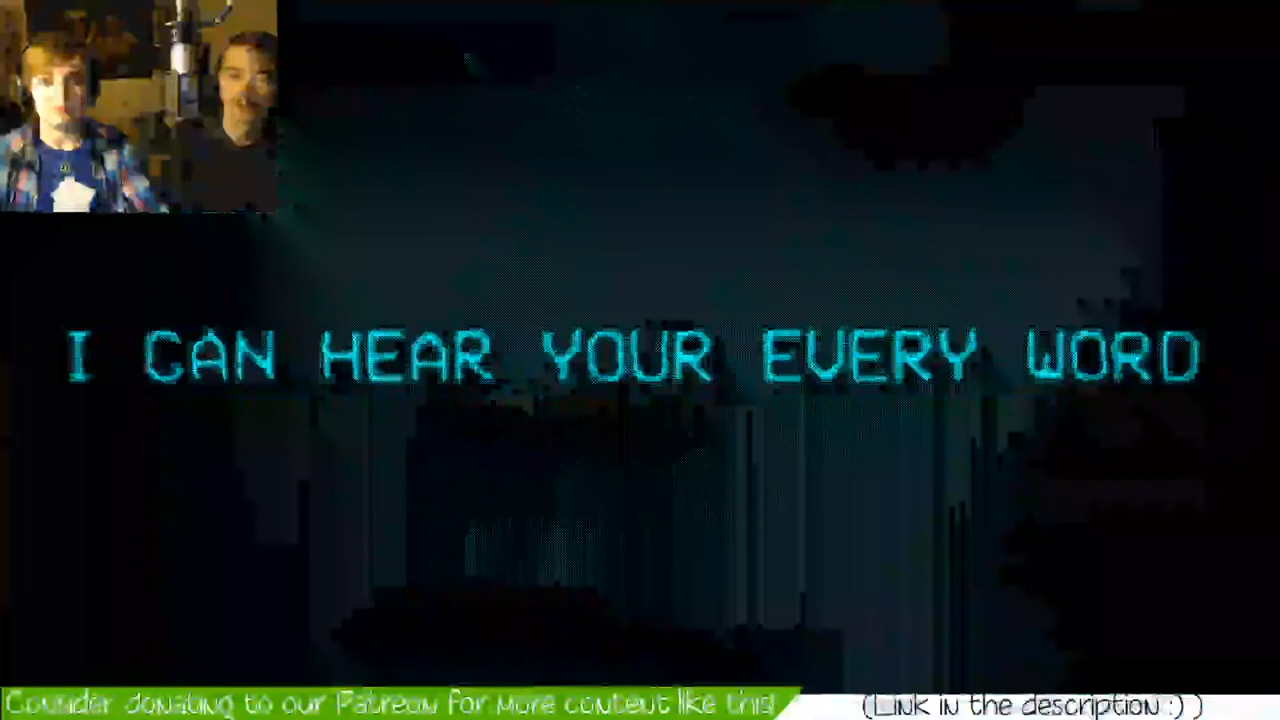 I CAN HEAR YOUR EVERY WORD
Consider donating to our Patreon for more content like this!
(Link in the description :) )